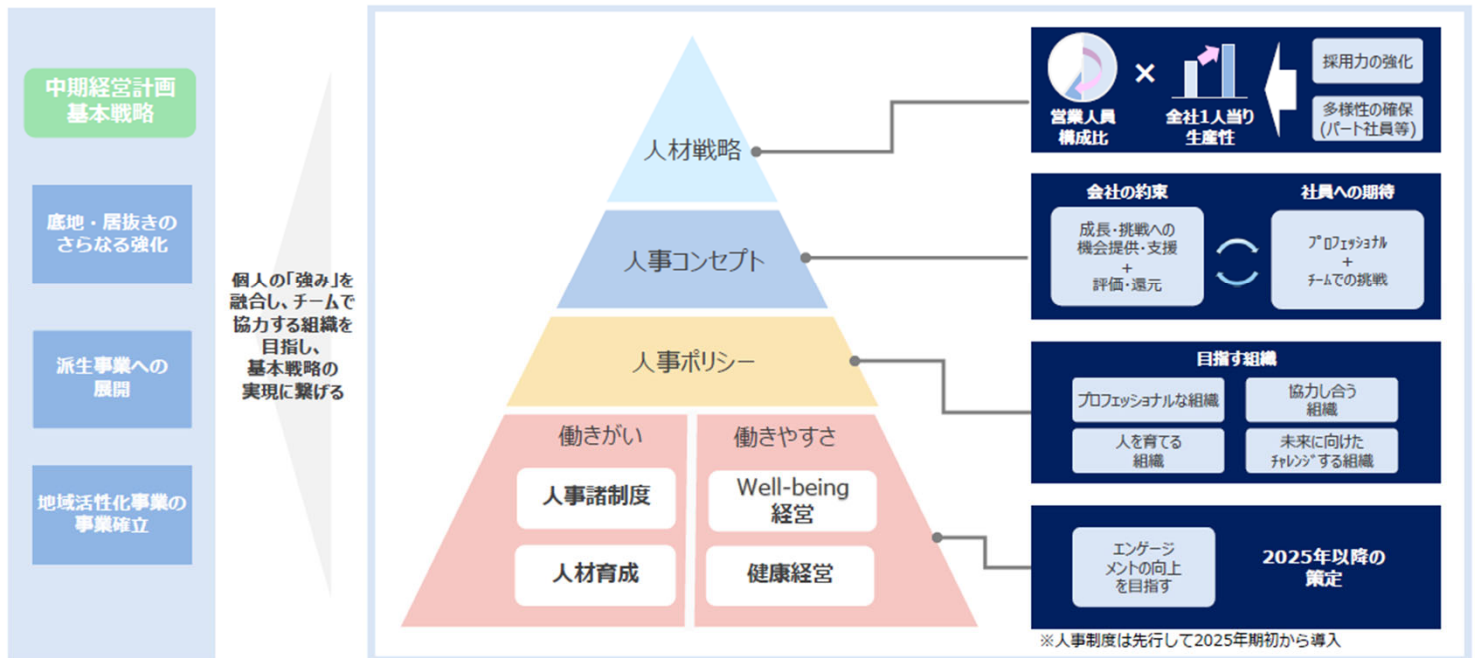 中期経営計画
基本戦略
底地・居抜きの
さらなる強化
派生事業への
展開
地域活性化事業の
事業確立
個人の「強み」を
融合し、チームで
協力する組織を
目指し、
基本戦略の
実現に繋げる
人材戦略
人事コンセプト
人事ポリシー
働きがい
人事諸制度
人材育成
働きやすさ
Well-being
経営
健康経営
営業人員
構成比
×
全社1人当り
生産性
採用力の強化
多様性の確保
(パート社員等)
会社の約束
成長・挑戦への
機会提供・支援
+
評価・還元
社員への期待
ﾌﾟﾛﾌｪｯｼｮﾅﾙ
+
ﾁｰﾑでの挑戦
目指す組織
プロフェッショナルな組織
協力し合う
組織
人を育てる
組織
未来に向けた
ﾁｬﾚﾝｼﾞする組織
エンゲージ
メントの向上
を目指す
2025年以降の
策定
※人事制度は先行して2025年期初から導入